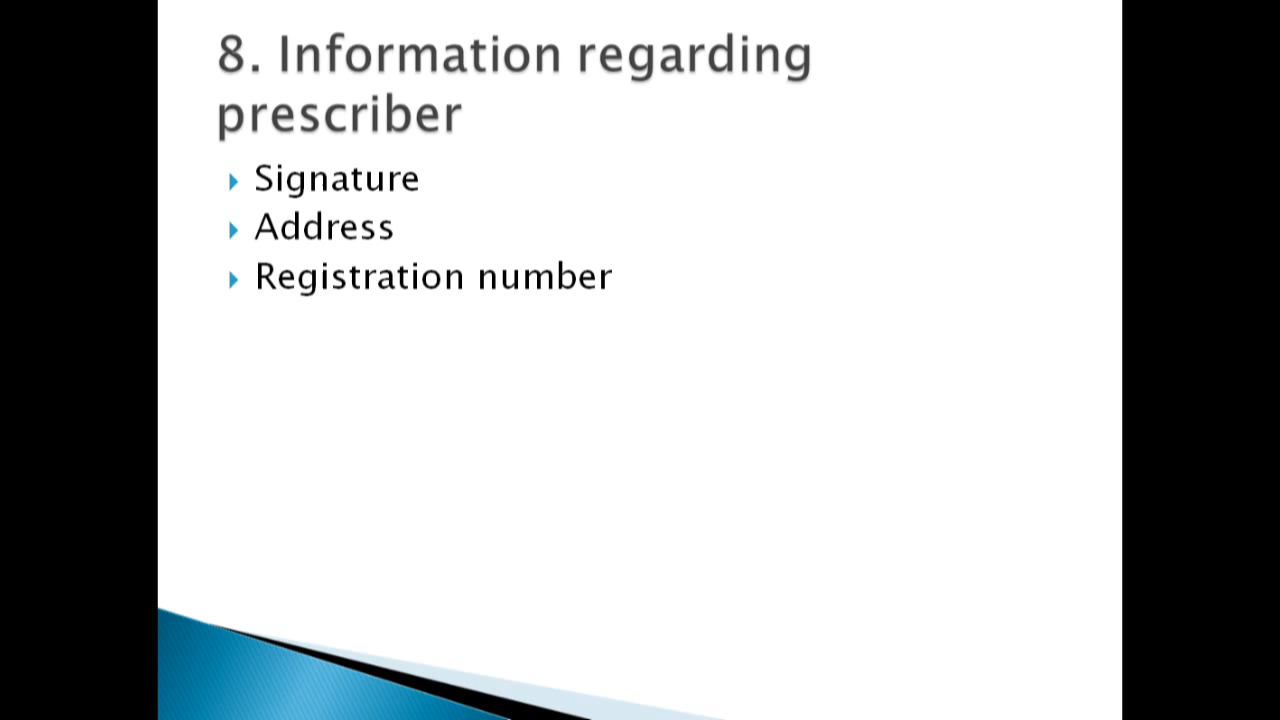 8. Information regarding
prescriber
Signature
Address
Registration number